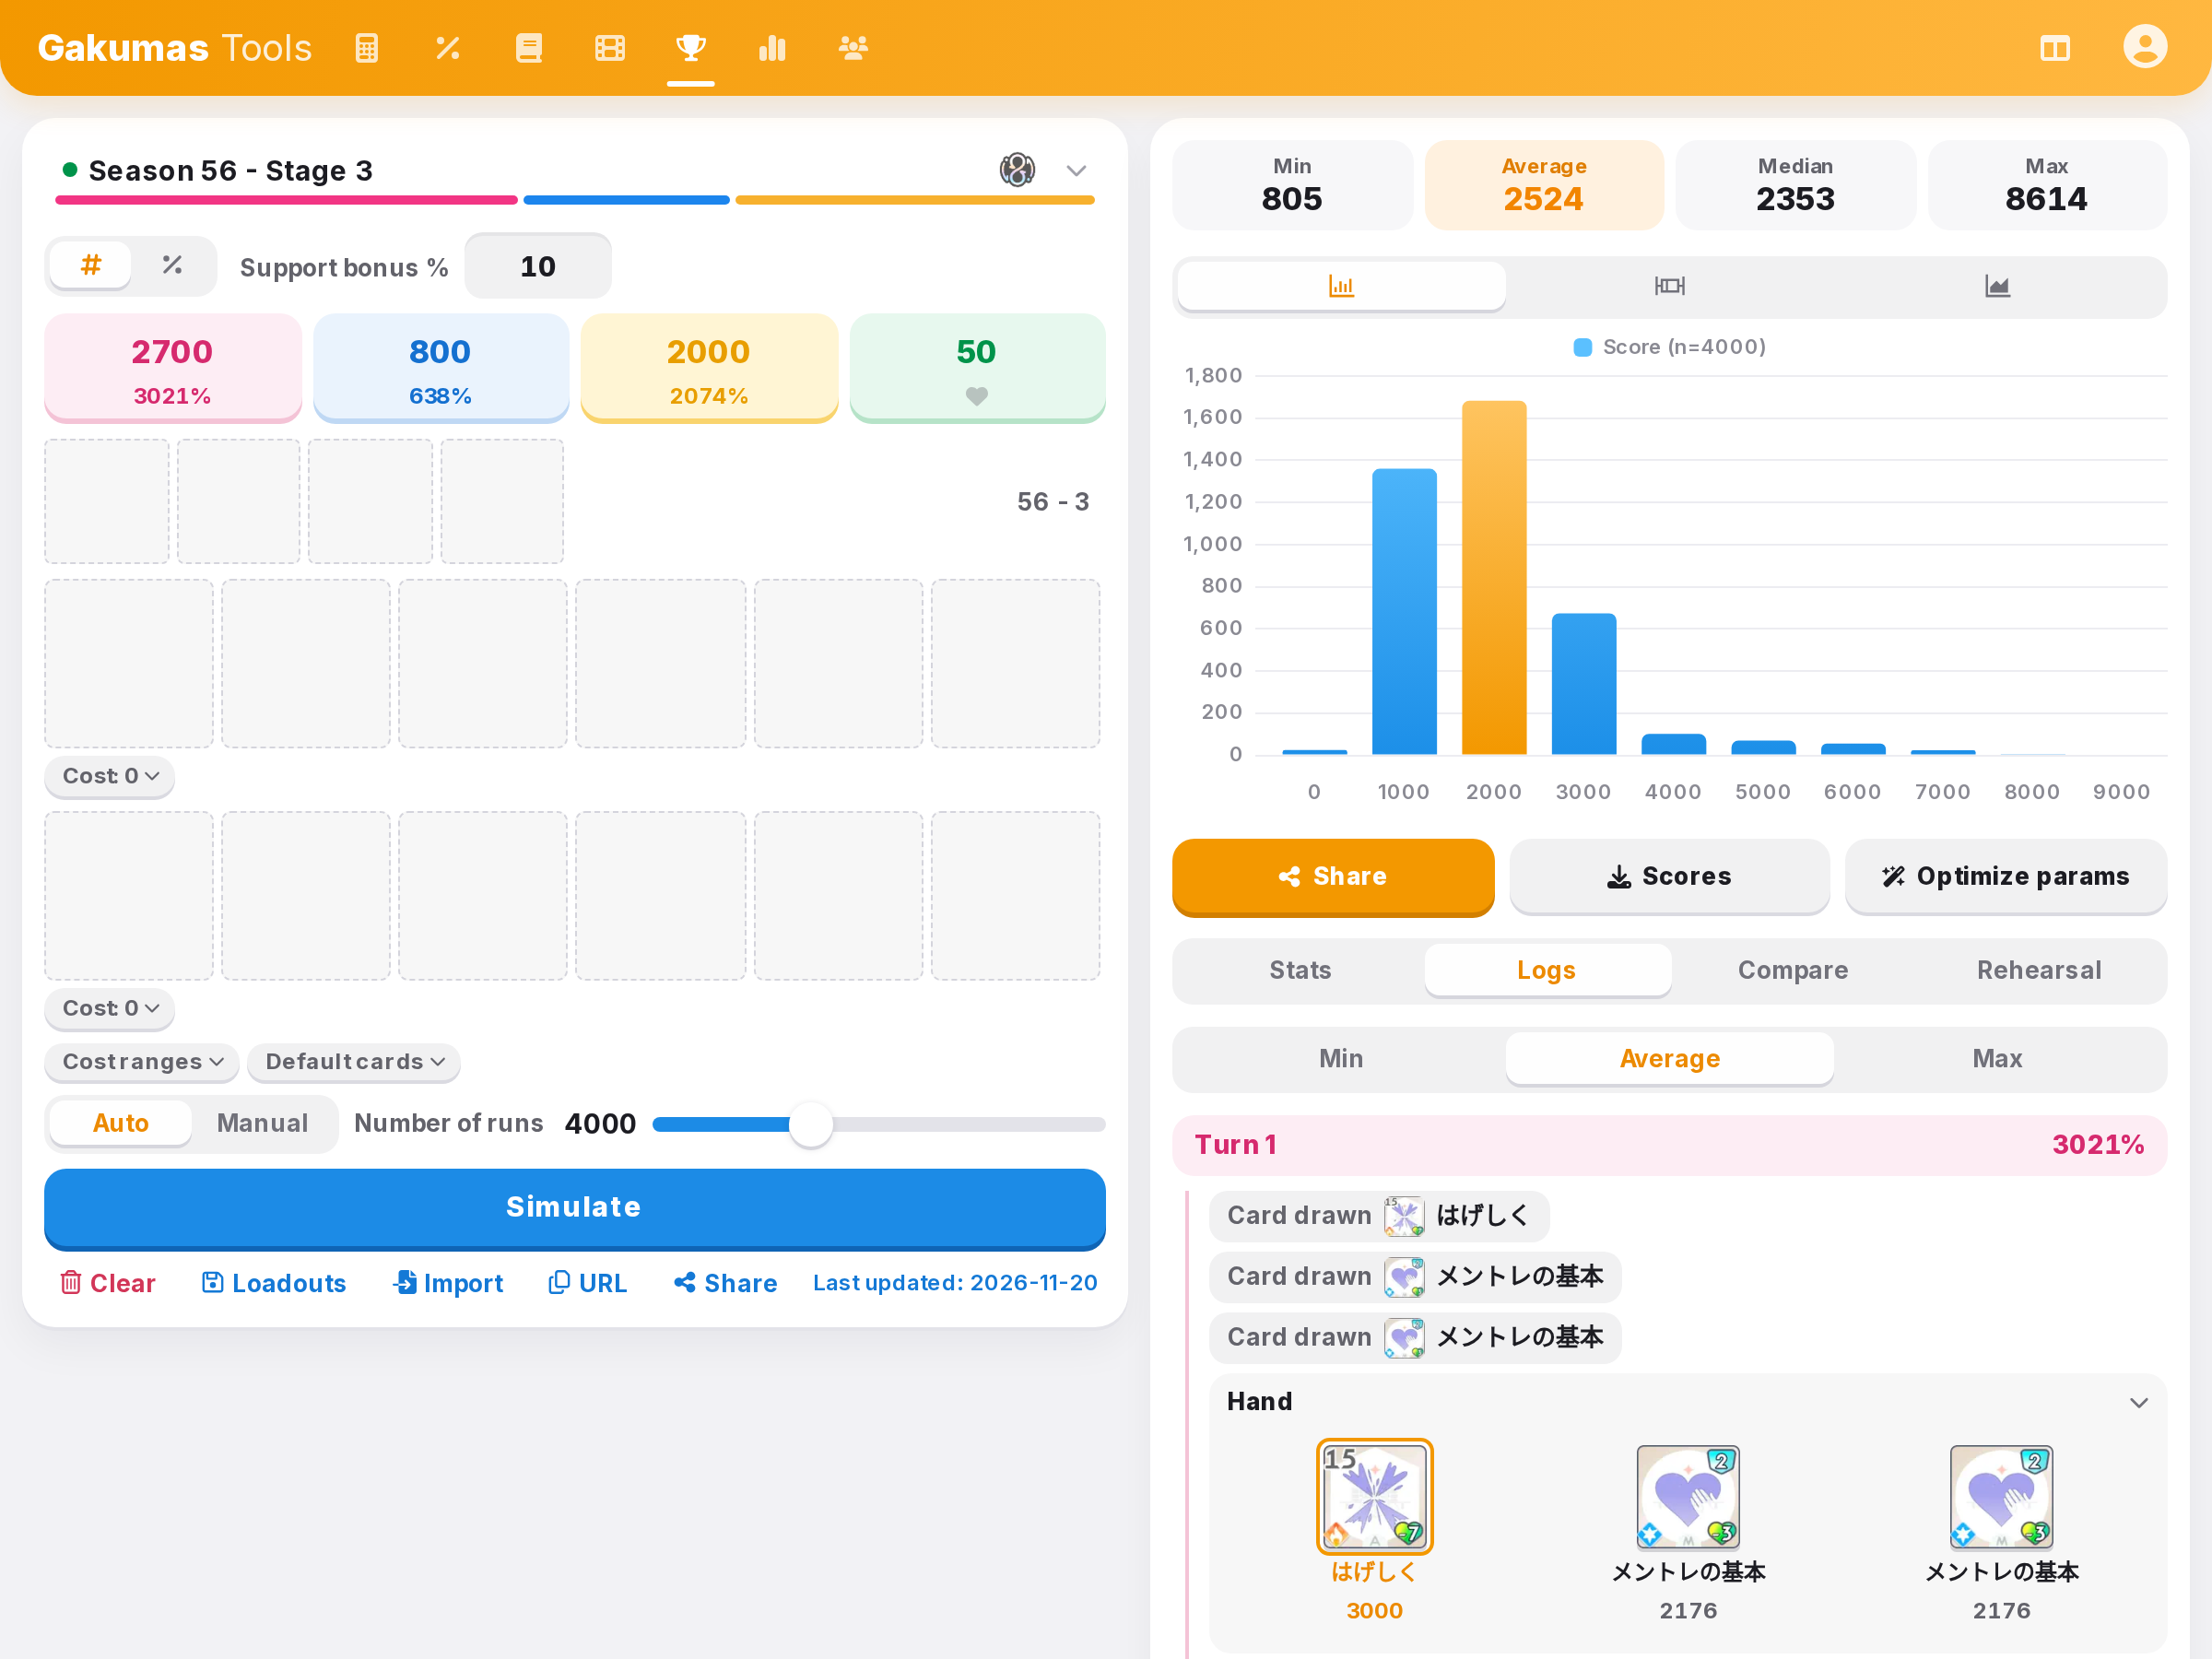 Gakumas Tools
Season 56 - Stage 3
Support bonus % 10
2700 800 2000 50
3021% 638% 2074%
56 - 3
Cost: 0
Cost: 0
Cost ranges Default cards
Auto Manual Number of runs 4000
Simulate
Clear Loadouts Import URL Share Last updated: 2026-11-20
Min Average Median Max
805 2524 2353 8614
Score (n=4000)
1,800
1,600
1,400
1,200
1,000
800
600
400
200
0
0 1000 2000 3000 4000 5000 6000 7000 8000 9000
Share Scores Optimize params
Stats Logs Compare Rehearsal
Min Average Max
Turn 1 3021%
Card drawn はげしく
Card drawn メントレの基本
Card drawn メントレの基本
Hand
15 2 2
-7 -3 -3
A M M
はげしく メントレの基本 メントレの基本
3000 2176 2176